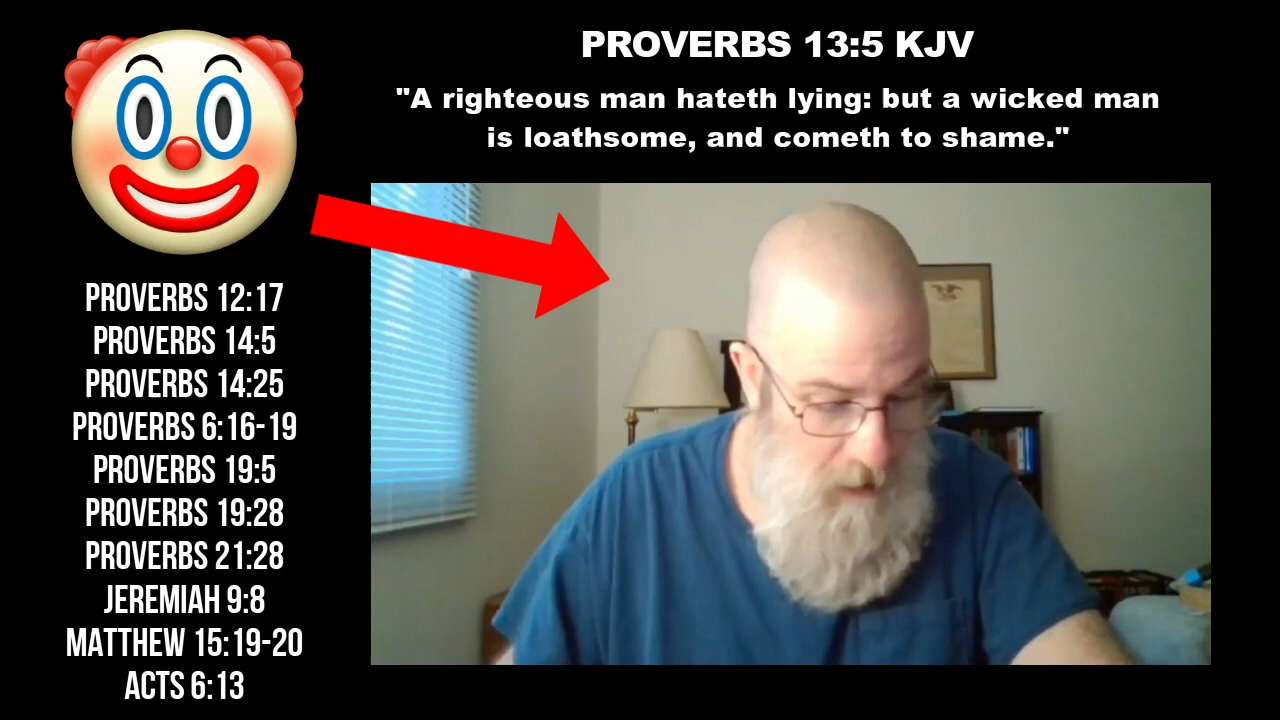 PROVERBS 13:5 KJV
"A righteous man hateth lying: but a wicked man
is loathsome, and cometh to shame."
PROVERBS 12:17
PROVERBS 14:5
PROVERBS 14:25
PROVERBS 6:16-19
PROVERBS 19:5
PROVERBS 19:28
PROVERBS 21:28
JEREMIAH 9:8
MATTHEW 15:19-20
ACTS 6:13